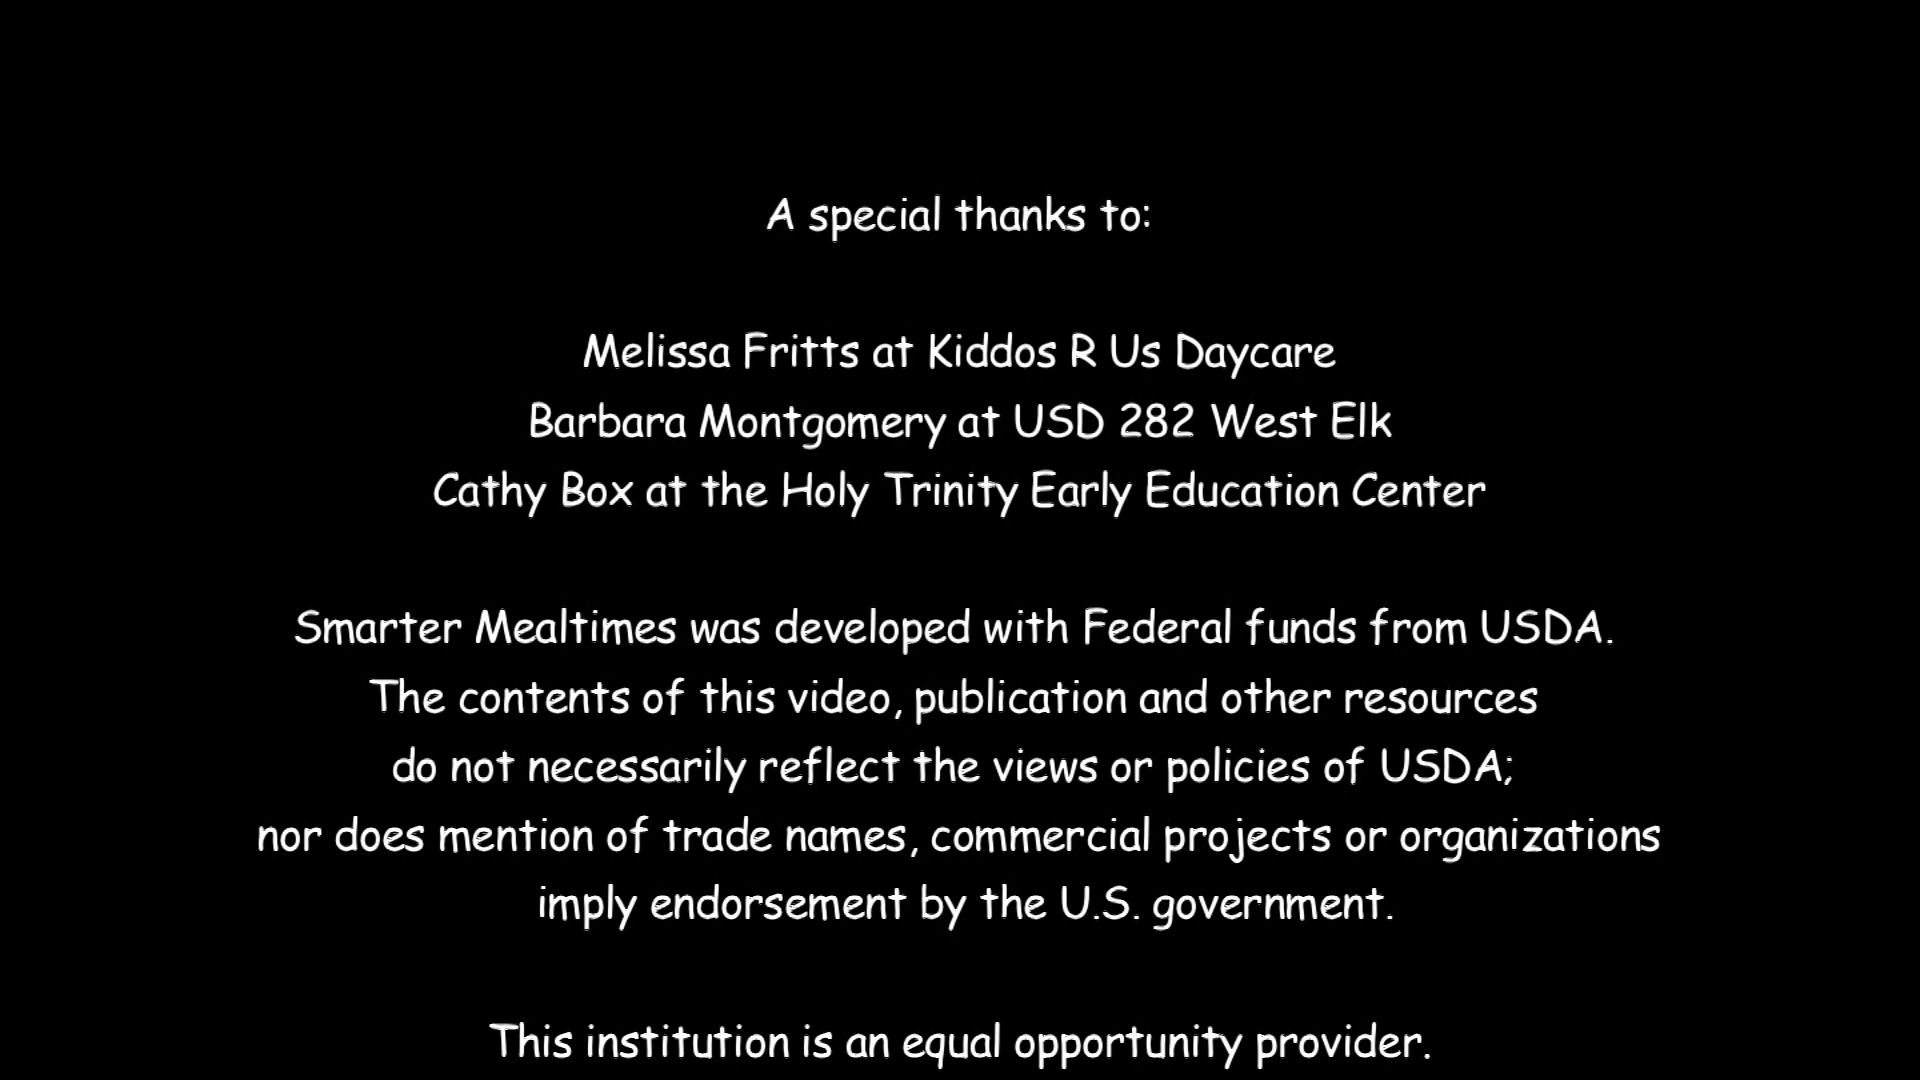 A special thanks to:
Melissa Fritts at Kiddos R Us Daycare
Barbara Montgomery at USD 282 West Elk
Cathy Box at the Holy Trinity Early Education Center
Smarter Mealtimes was developed with Federal funds from USDA.
The contents of this video, publication and other resources
do not necessarily reflect the views or policies of USDA;
nor does mention of trade names, commercial projects or organizations
imply endorsement by the U.S. government.
This institution is an equal opportunity provider.